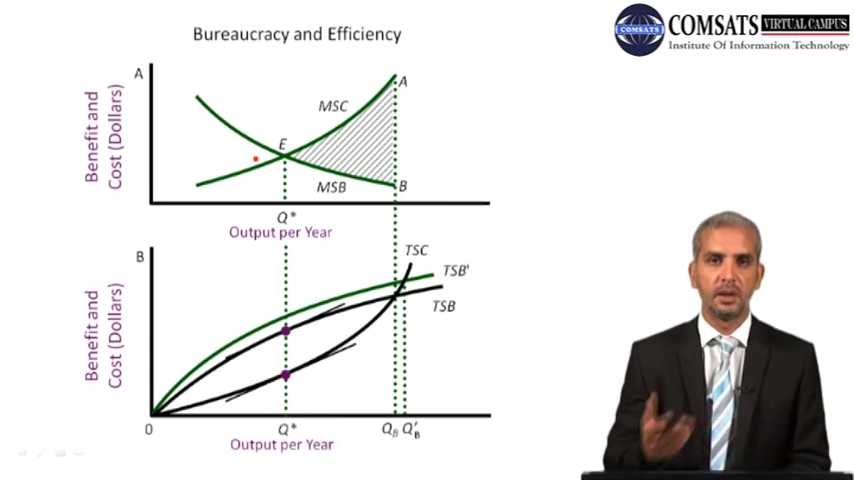 Bureaucracy and Efficiency
COMSATS VIRTUAL CAMPUS
Institute Of Information Technology
COMSATS
A
Benefit and
Cost (Dollars)
MSC
A
E
MSB
B
Q*
Output per Year
B
Benefit and
Cost (Dollars)
TSC
TSB'
TSB
0
Q*
Q_B Q'_B
Output per Year